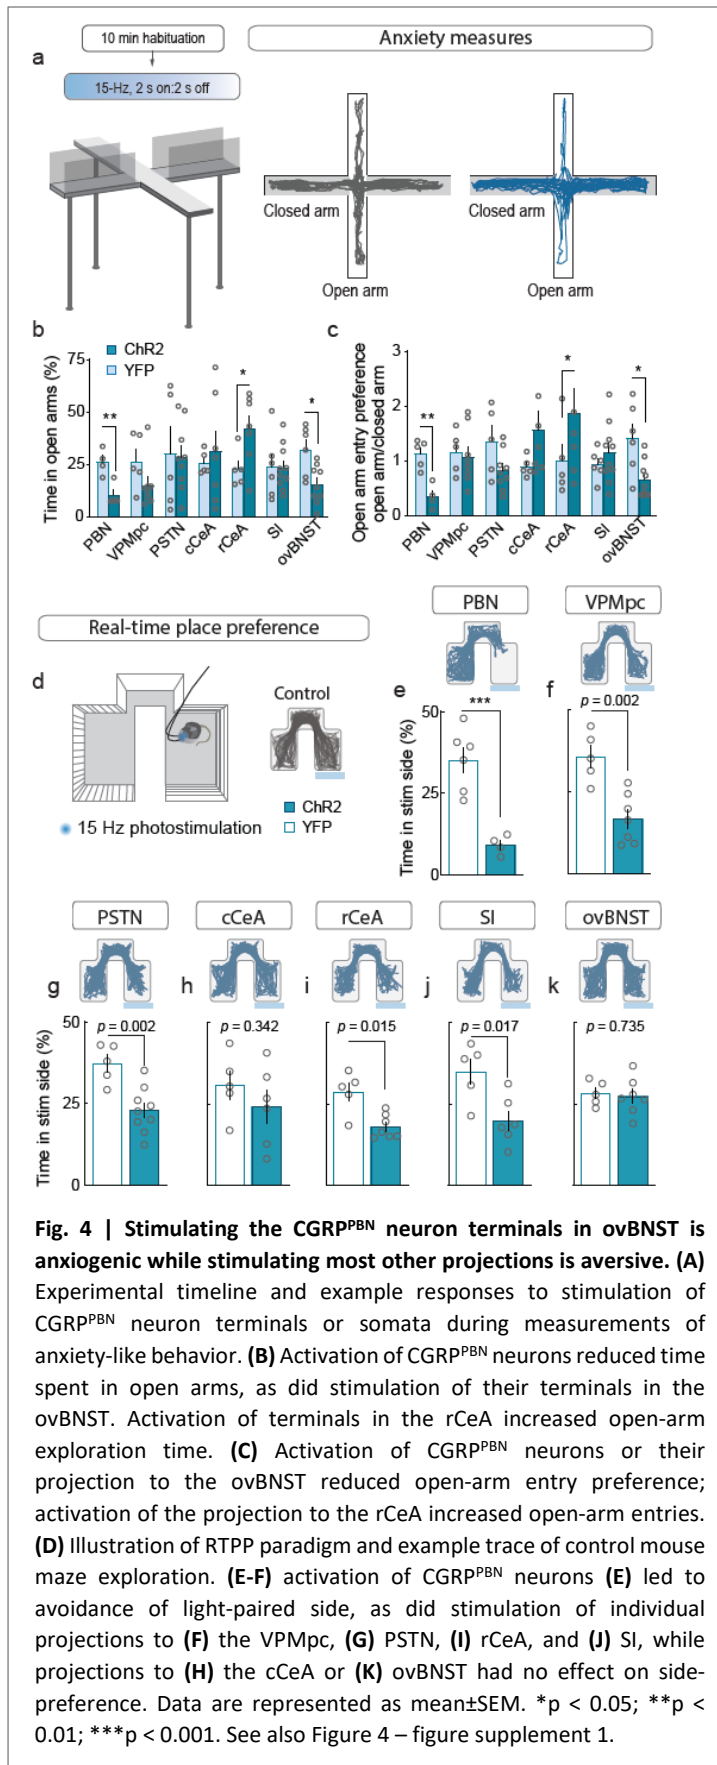 10 min habituation
Anxiety measures
a
15-Hz, 2 s on:2 s off
Closed arm
Closed arm
Open arm
Open arm
b
c
ChR2
YFP
Time in open arms (%)
75
50
25
0
**
*
*
PBN
VPMpc
PSTN
cCeA
rCeA
SI
ovBNST
Open arm entry preference
open arm/closed arm
3
2
1
0
**
*
*
PBN
VPMpc
PSTN
cCeA
rCeA
SI
ovBNST
Real-time place preference
PBN
VPMpc
d
Control
15 Hz photostimulation
ChR2
YFP
e
f
Time in stim side (%)
50
25
0
***
p = 0.002
PSTN
cCeA
rCeA
SI
ovBNST
g
h
i
j
k
Time in stim side (%)
50
25
0
p = 0.002
p = 0.342
p = 0.015
p = 0.017
p = 0.735
Fig. 4 | Stimulating the CGRPPBN neuron terminals in ovBNST is
anxiogenic while stimulating most other projections is aversive. (A)
Experimental timeline and example responses to stimulation of
CGRPPBN neuron terminals or somata during measurements of
anxiety-like behavior. (B) Activation of CGRPPBN neurons reduced time
spent in open arms, as did stimulation of their terminals in the
ovBNST. Activation of terminals in the rCeA increased open-arm
exploration time. (C) Activation of CGRPPBN neurons or their
projection to the ovBNST reduced open-arm entry preference;
activation of the projection to the rCeA increased open-arm entries.
(D) Illustration of RTPP paradigm and example trace of control mouse
maze exploration. (E-F) activation of CGRPPBN neurons (E) led to
avoidance of light-paired side, as did stimulation of individual
projections to (F) the VPMpc, (G) PSTN, (I) rCeA, and (J) SI, while
projections to (H) the cCeA or (K) ovBNST had no effect on side-
preference. Data are represented as mean±SEM. *p < 0.05; **p <
0.01; ***p < 0.001. See also Figure 4 – figure supplement 1.